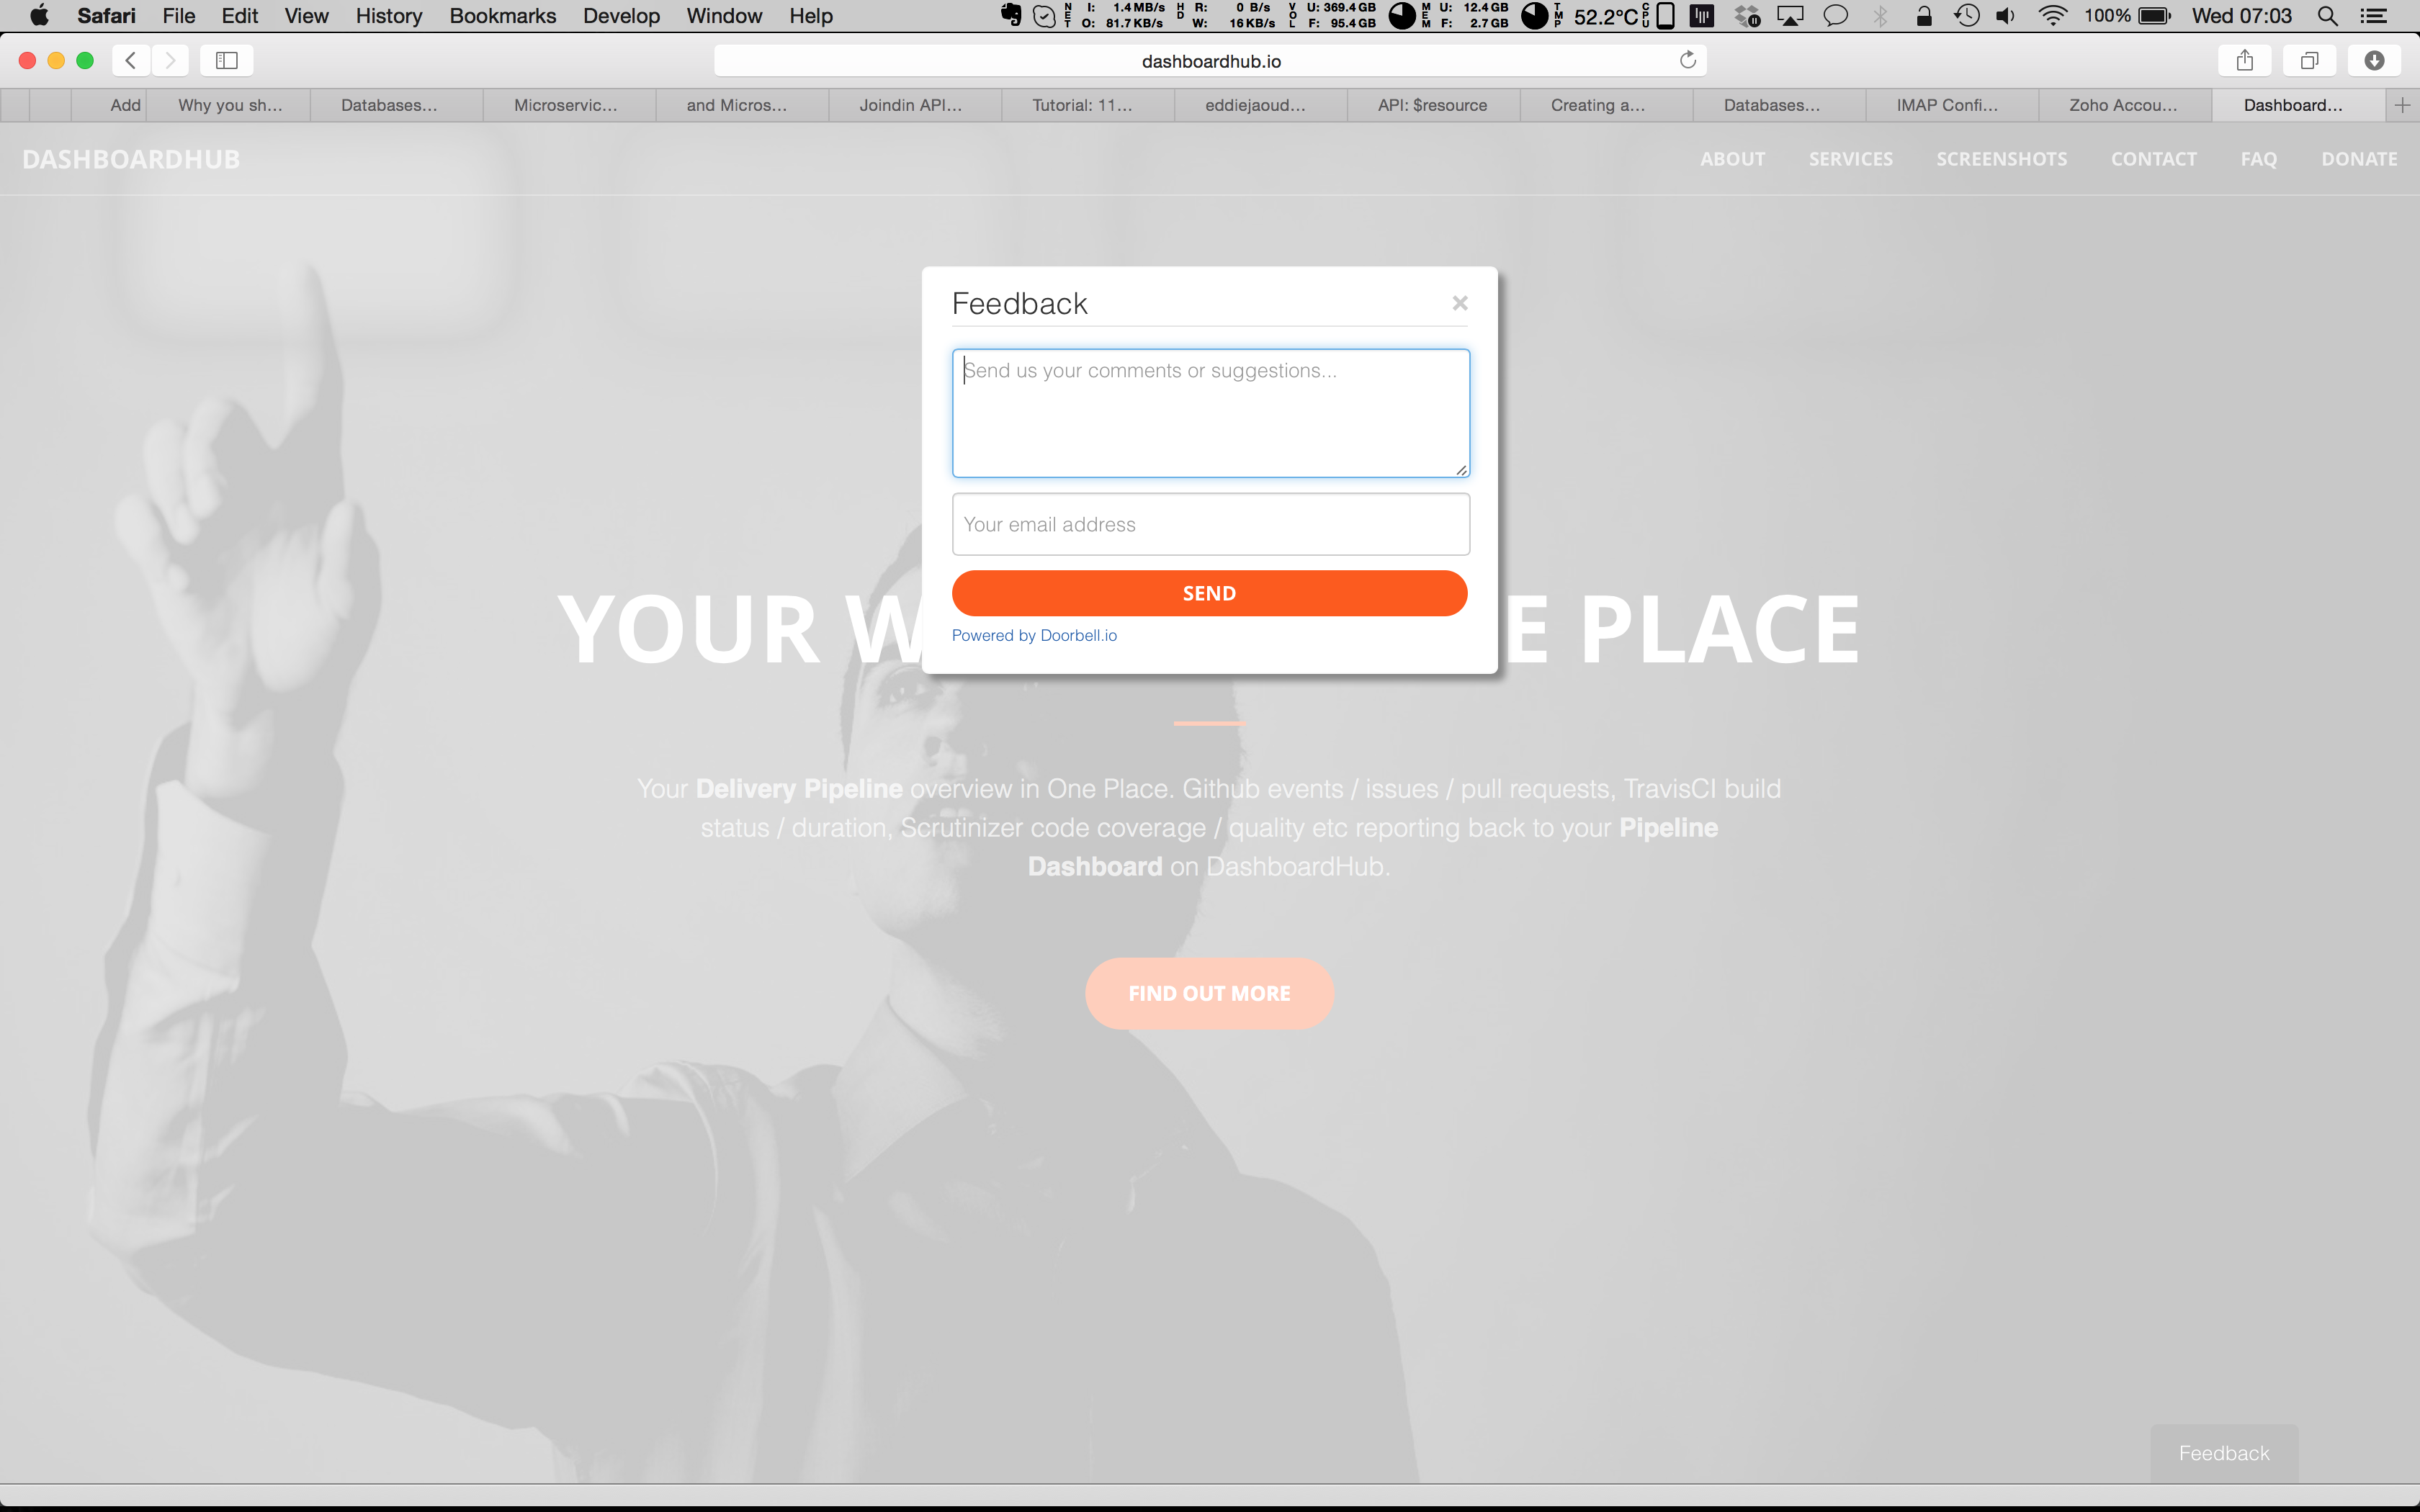 Safari File Edit View History Bookmarks Develop Window Help
NET I: 1.4 MB/s O: 81.7 KB/s HD R: 0 B/s W: 16 KB/s VOL U: 369.4 GB F: 95.4 GB MEM U: 12.4 GB F: 2.7 GB TMP 52.2°C CPU 100% Wed 07:03
dashboardhub.io
Add Why you sh... Databases... Microservic... and Micros... Joindin API... Tutorial: 11... eddiejaoud... API: $resource Creating a... Databases... IMAP Confi... Zoho Accou... Dashboard...
DASHBOARDHUB ABOUT SERVICES SCREENSHOTS CONTACT FAQ DONATE
Feedback ×
Send us your comments or suggestions...
Your email address
SEND
Powered by Doorbell.io
YOUR W E PLACE
Your Delivery Pipeline overview in One Place. Github events / issues / pull requests, TravisCI build
status / duration, Scrutinizer code coverage / quality etc reporting back to your Pipeline
Dashboard on DashboardHub.
FIND OUT MORE
Feedback